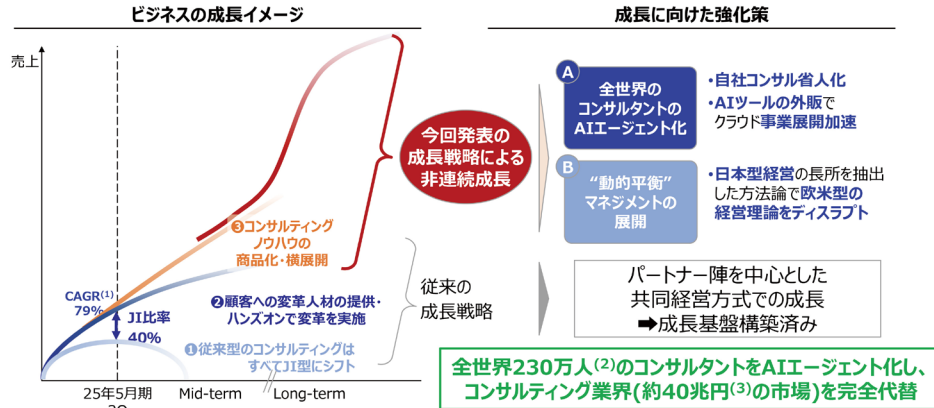 ビジネスの成長イメージ
売上
CAGR(1)
79%
JI比率
40%
❸コンサルティング
ノウハウの
商品化・横展開
❷顧客への変革人材の提供・
ハンズオンで変革を実施
❶従来型のコンサルティングは
すべてJI型にシフト
25年5月期
Mid-term
Long-term
今回発表の
成長戦略による
非連続成長
従来の
成長戦略
成長に向けた強化策
A
全世界の
コンサルタントの
AIエージェント化
・自社コンサル省人化
・AIツールの外販で
クラウド事業展開加速
B
“動的平衡”
マネジメントの
展開
・日本型経営の長所を抽出
した方法論で欧米型の
経営理論をディスラプト
パートナー陣を中心とした
共同経営方式での成長
➡成長基盤構築済み
全世界230万人(2)のコンサルタントをAIエージェント化し、
コンサルティング業界(約40兆円(3)の市場)を完全代替